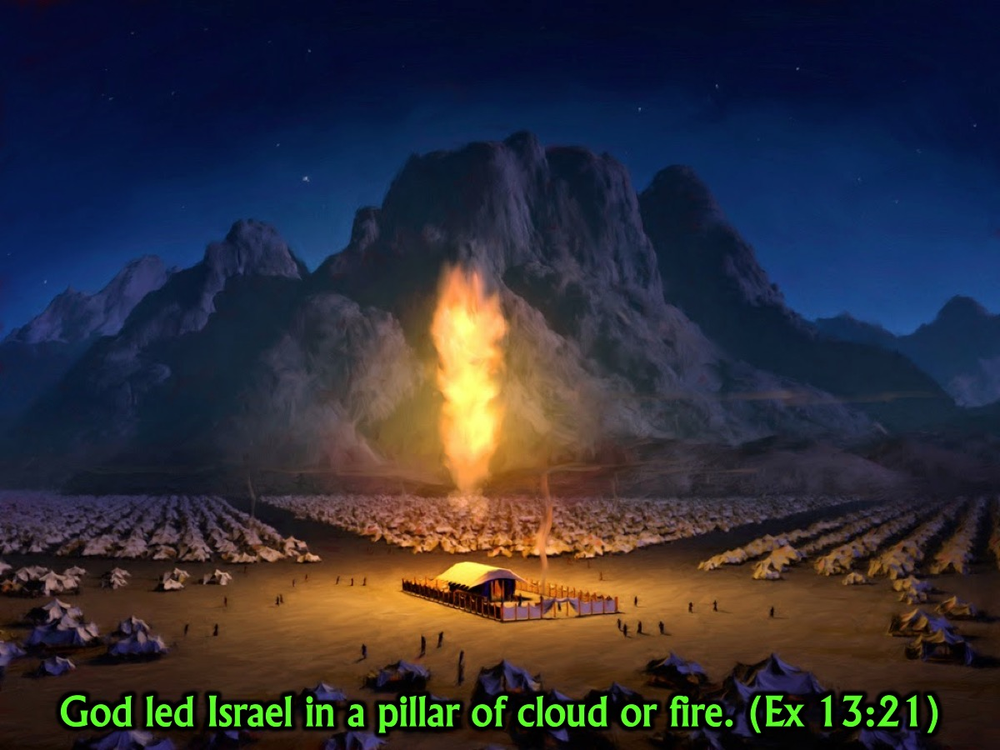 God led Israel in a pillar of cloud or fire. (Ex 13:21)